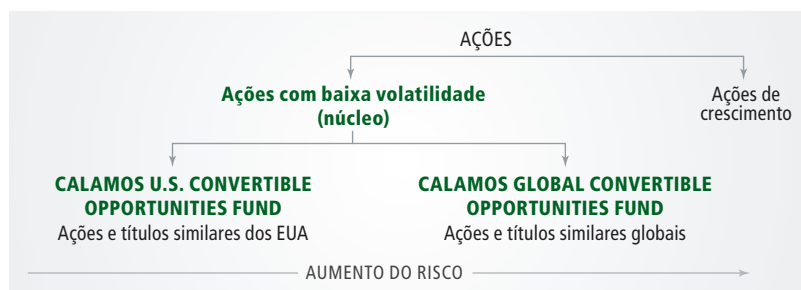 AÇÕES
Ações com baixa volatilidade
(núcleo)
Ações de
crescimento
CALAMOS U.S. CONVERTIBLE
OPPORTUNITIES FUND
Ações e títulos similares dos EUA
CALAMOS GLOBAL CONVERTIBLE
OPPORTUNITIES FUND
Ações e títulos similares globais
AUMENTO DO RISCO